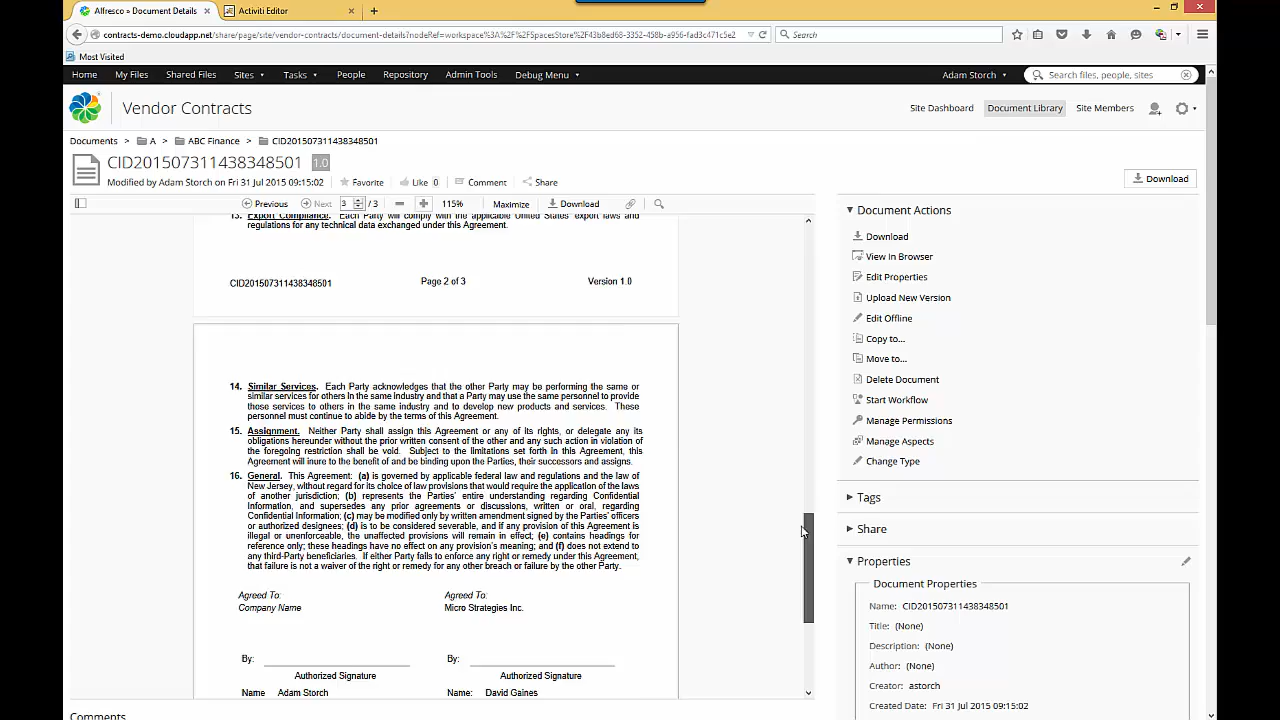 Alfresco » Document Details
Activiti Editor
contracts-demo.cloudapp.net/share/page/site/vendor-contracts/document-details?nodeRef=workspace%3A%2F%2FSpacesStore%2F43b8ed68-3352-458b-a956-fad3c471c5e2
Search
Most Visited
Home My Files Shared Files Sites Tasks People Repository Admin Tools Debug Menu Adam Storch Search files, people, sites
Vendor Contracts
Site Dashboard Document Library Site Members
Documents > A > ABC Finance > CID201507311438348501
CID201507311438348501 1.0
Modified by Adam Storch on Fri 31 Jul 2015 09:15:02 Favorite Like 0 Comment Share
Download
Previous Next 3 / 3 115% Maximize Download
13. Export Compliance. Each Party will comply with the applicable United States export laws and
regulations for any technical data exchanged under this Agreement.
CID201507311438348501 Page 2 of 3 Version 1.0
14. Similar Services. Each Party acknowledges that the other Party may be performing the same or
similar services for others in the same industry and that a Party may use the same personnel to provide
those services to others in the same industry and to develop new products and services. These
personnel must continue to abide by the terms of this Agreement.
15. Assignment. Neither Party shall assign this Agreement or any of its rights, or delegate any its
obligations hereunder without the prior written consent of the other and any such action in violation of
the foregoing restriction shall be void. Subject to the limitations set forth in this Agreement, this
Agreement will inure to the benefit of and be binding upon the Parties, their successors and assigns.
16. General. This Agreement: (a) is governed by applicable federal law and regulations and the law of
New Jersey, without regard for its choice of law provisions that would require the application of the laws
of another jurisdiction; (b) represents the Parties' entire understanding regarding Confidential
Information, and supersedes any prior agreements or discussions, written or oral, regarding
Confidential Information; (c) may be modified only by written amendment signed by the Parties' officers
or authorized designees; (d) is to be considered severable, and if any provision of this Agreement is
illegal or unenforceable, the unaffected provisions will remain in effect; (e) contains headings for
reference only; these headings have no effect on any provision's meaning; and (f) does not extend to
any third-Party beneficiaries. If either Party fails to enforce any right or remedy under this Agreement,
that failure is not a waiver of the right or remedy for any other breach or failure by the other Party.
Agreed To: Agreed To:
Company Name Micro Strategies Inc.
By: By:
Authorized Signature Authorized Signature
Name Adam Storch Name: David Gaines
Comments
Document Actions
Download
View In Browser
Edit Properties
Upload New Version
Edit Offline
Copy to...
Move to...
Delete Document
Start Workflow
Manage Permissions
Manage Aspects
Change Type
Tags
Share
Properties
Document Properties
Name: CID201507311438348501
Title: (None)
Description: (None)
Author: (None)
Creator: astorch
Created Date: Fri 31 Jul 2015 09:15:02